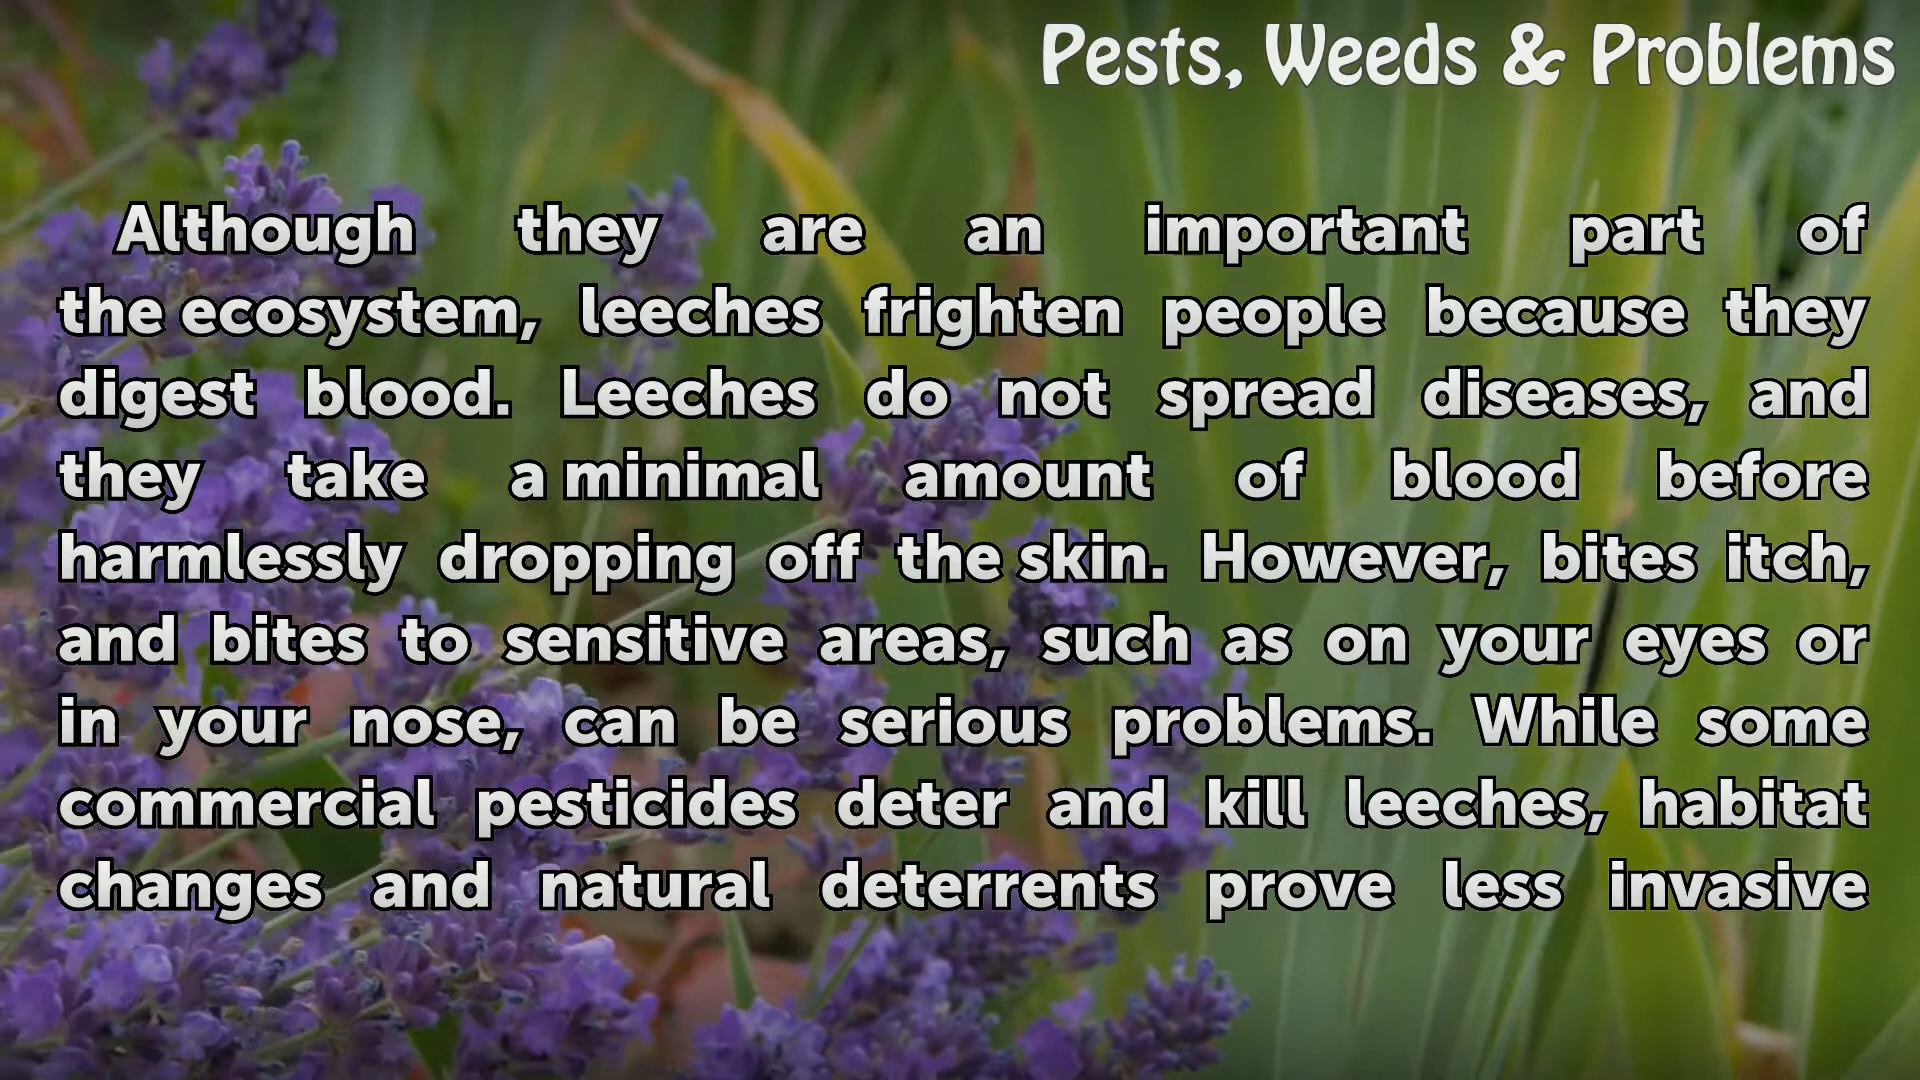 Pests, Weeds & Problems
Although they are an important part of
the ecosystem, leeches frighten people because they
digest blood. Leeches do not spread diseases, and
they take a minimal amount of blood before
harmlessly dropping off the skin. However, bites itch,
and bites to sensitive areas, such as on your eyes or
in your nose, can be serious problems. While some
commercial pesticides deter and kill leeches, habitat
changes and natural deterrents prove less invasive